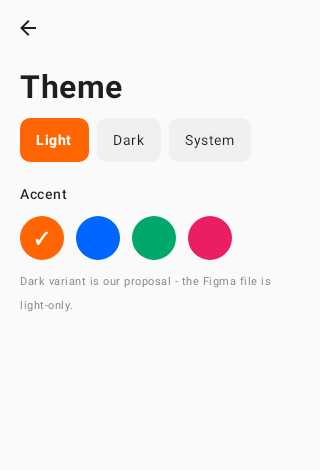 Theme
Light Dark System
Accent
Dark variant is our proposal - the Figma file is
light-only.